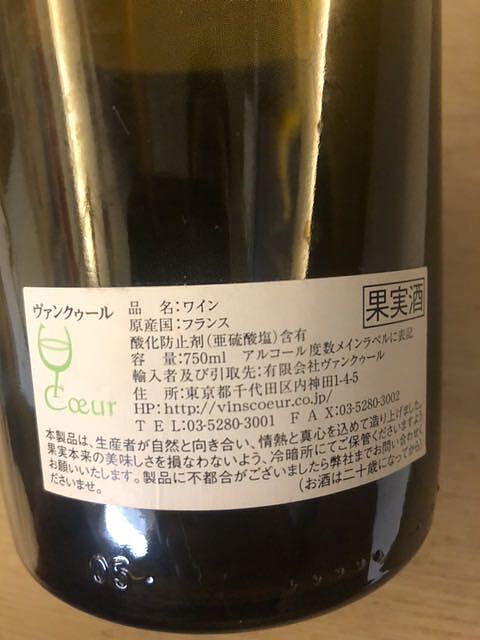 ヴァンクゥール
Cœur
品　名：ワイン
原産国：フランス
酸化防止剤（亜硫酸塩）含有
果実酒
容　量：750ml　アルコール度数メインラベルに表記
輸入者及び引取先：有限会社ヴァンクゥール
住　所：東京都千代田区内神田1-4-5
HP：http://vinscoeur.co.jp/
TEL：03-5280-3001　FAX：03-5280-3002
本製品は、生産者が自然と向き合い、情熱と真心を込めて造り上げました。
果実本来の美味しさを損なわないよう、冷暗所にてご保管くださいますよう
お願いいたします。製品に不都合がございましたら弊社までお問い合わせく
ださいませ。
（お酒は二十歳になってから）
05